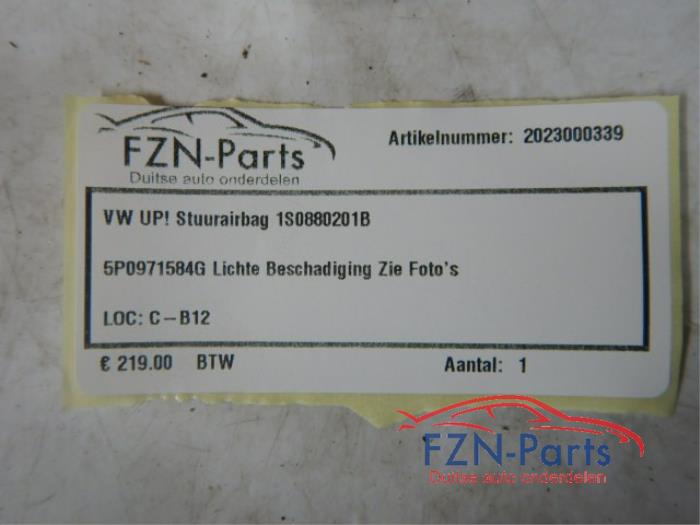 FZN-Parts
Duitse auto onderdelen
Artikelnummer: 2023000339
VW UP! Stuurairbag 1S0880201B
5P0971584G Lichte Beschadiging Zie Foto's
LOC: C-B12
€ 219.00 BTW
Aantal: 1
FZN-Parts
Duitse auto onderdelen